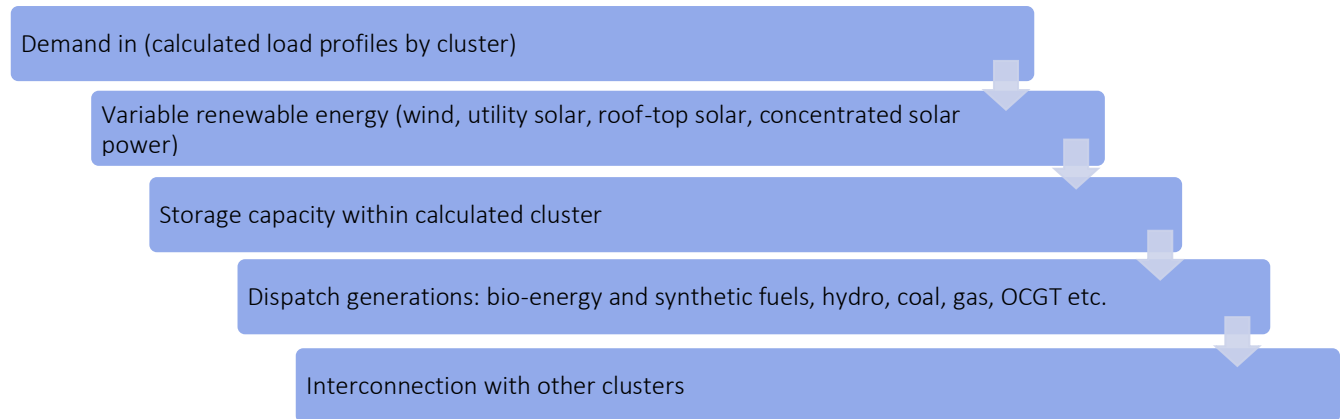 Demand in (calculated load profiles by cluster)
Variable renewable energy (wind, utility solar, roof-top solar, concentrated solar
power)
Storage capacity within calculated cluster
Dispatch generations: bio-energy and synthetic fuels, hydro, coal, gas, OCGT etc.
Interconnection with other clusters